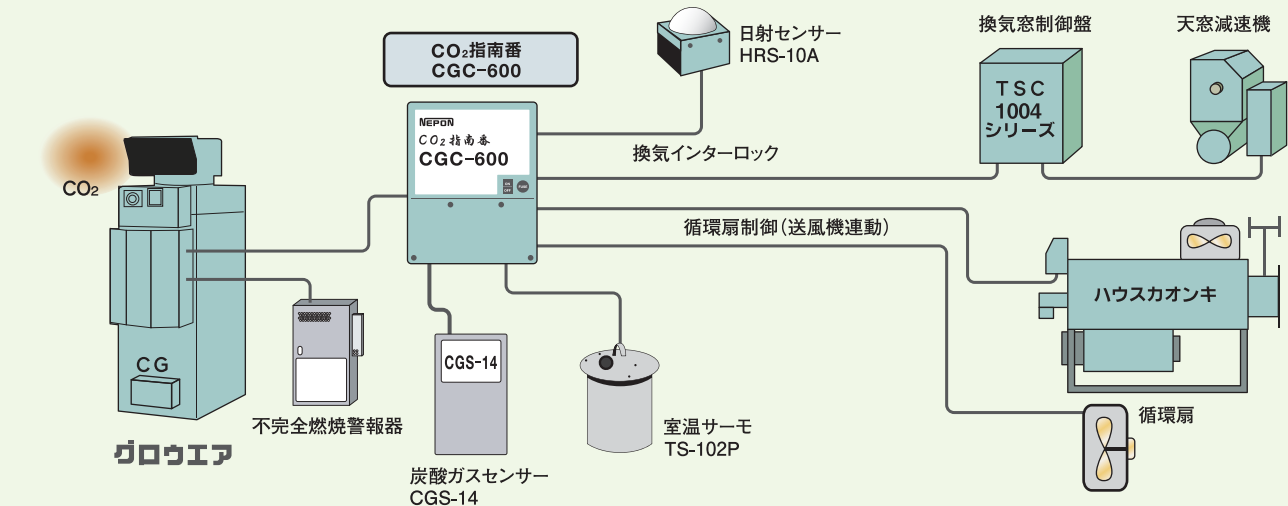 CO₂指南番
CGC-600
日射センサー
HRS-10A
換気窓制御盤
天窓減速機
TSC
1004
シリーズ
NEPON
CO₂指南番
CGC-600
ON
OFF
FUSE
換気インターロック
CO₂
循環扇制御（送風機連動）
ハウスカオンキ
CG
CGS-14
不完全燃焼警報器
グロウエア
炭酸ガスセンサー
CGS-14
室温サーモ
TS-102P
循環扇